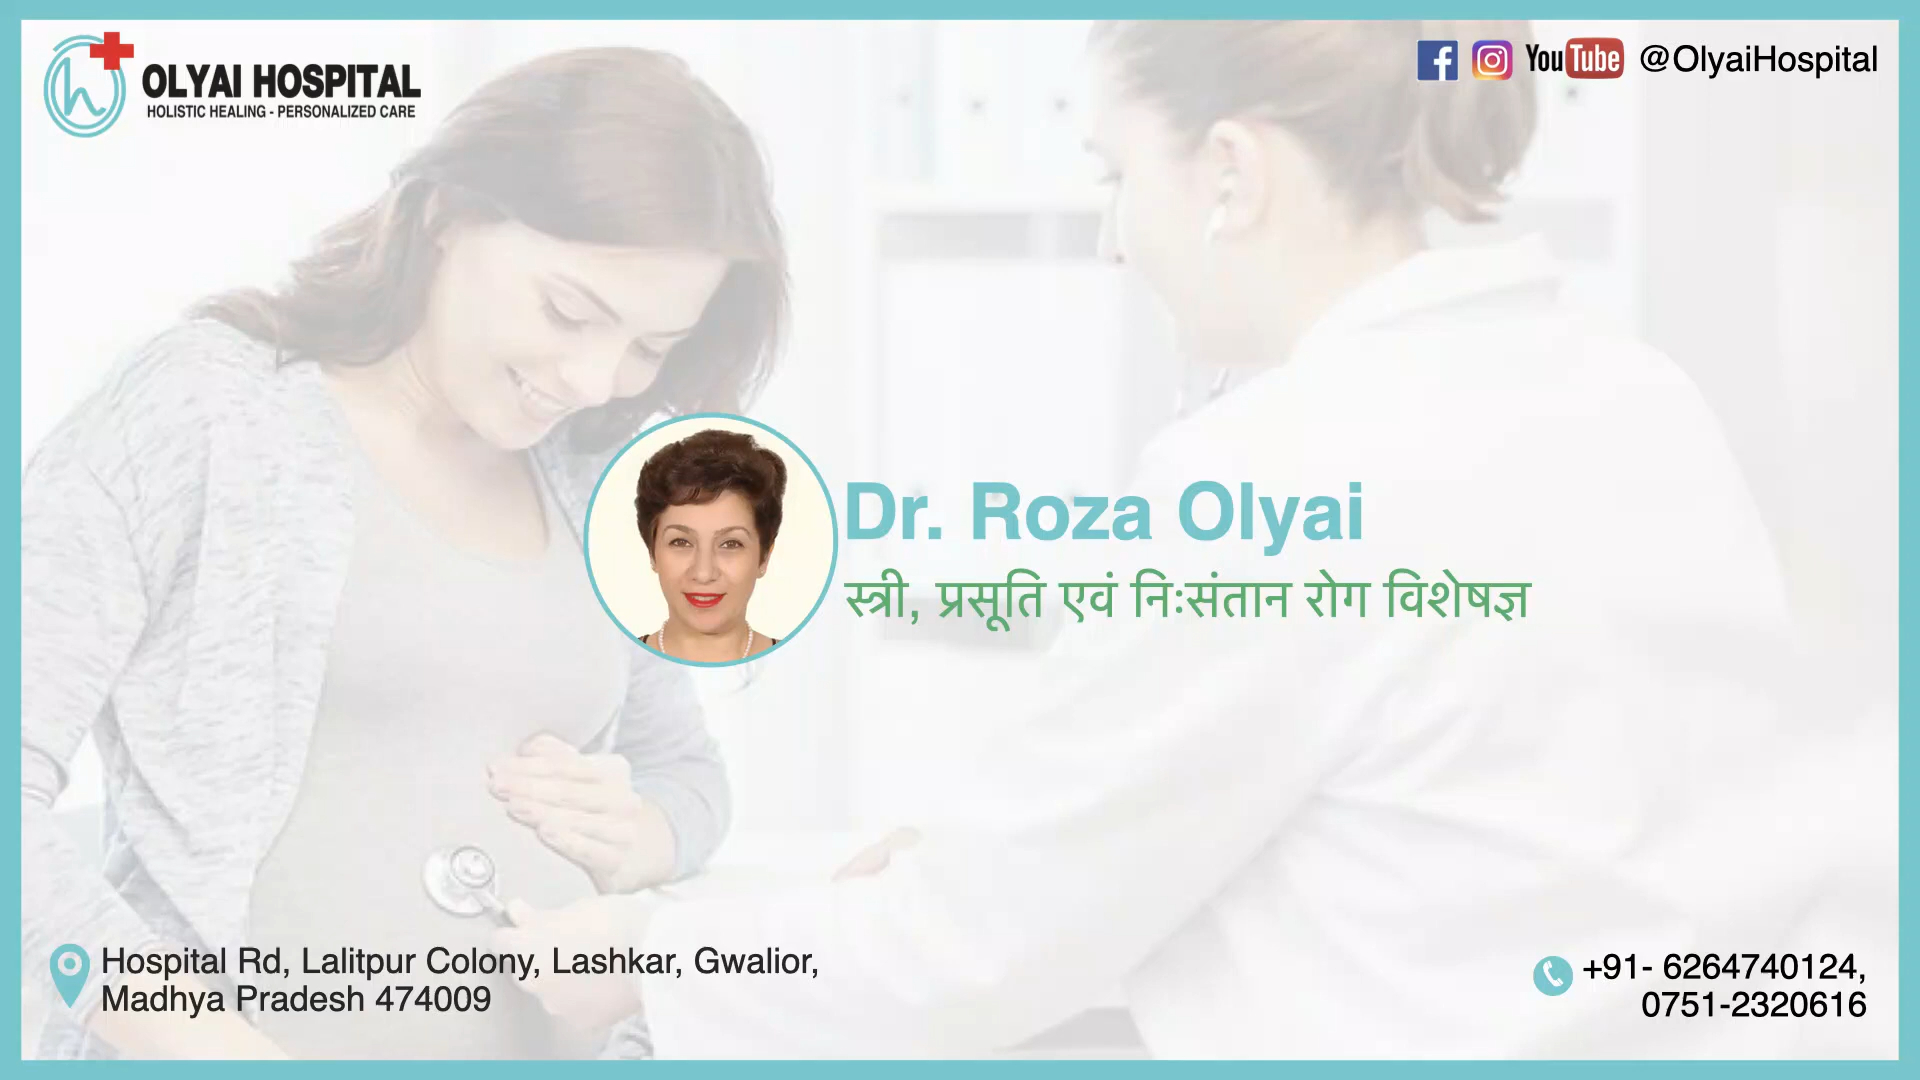 OLYAI HOSPITAL
HOLISTIC HEALING - PERSONALIZED CARE
YouTube @OlyaiHospital
Dr. Roza Olyai
स्त्री, प्रसूति एवं निःसंतान रोग विशेषज्ञ
Hospital Rd, Lalitpur Colony, Lashkar, Gwalior,
Madhya Pradesh 474009
+91- 6264740124,
0751-2320616